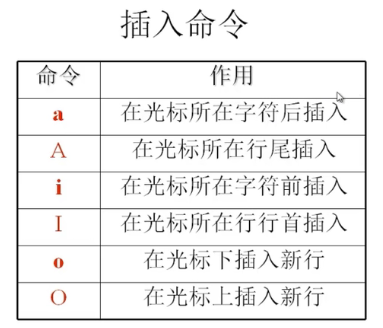 插入命令
命令 作用
a 在光标所在字符后插入
A 在光标所在行尾插入
i 在光标所在字符前插入
I 在光标所在行行首插入
o 在光标下插入新行
O 在光标上插入新行